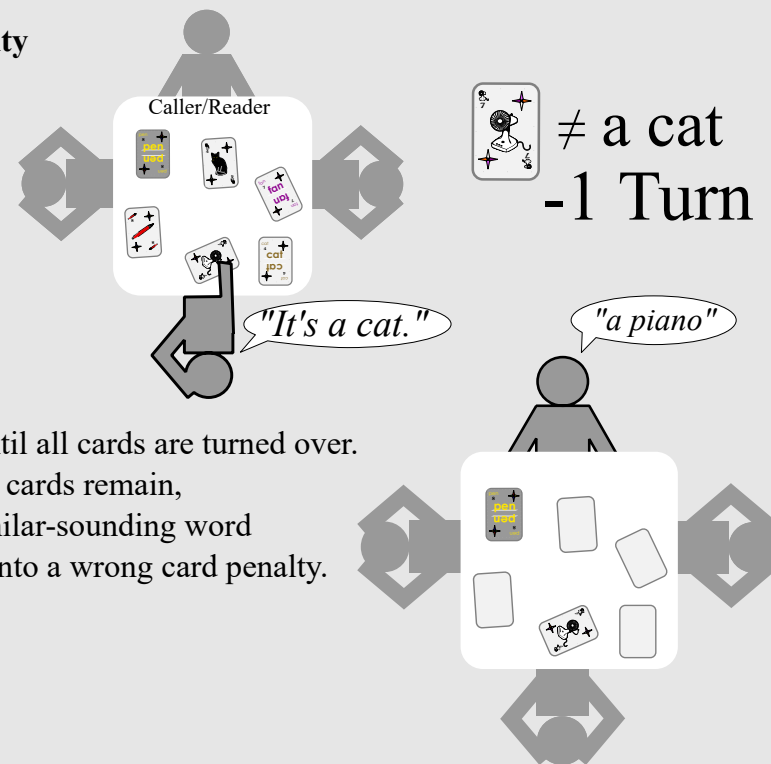 ty
Caller/Reader
pen
pen
fan
fan
cat
cat
7
≠ a cat
-1 Turn
"It's a cat."
"a piano"
til all cards are turned over.
cards remain,
ilar-sounding word
nto a wrong card penalty.
pen
pen